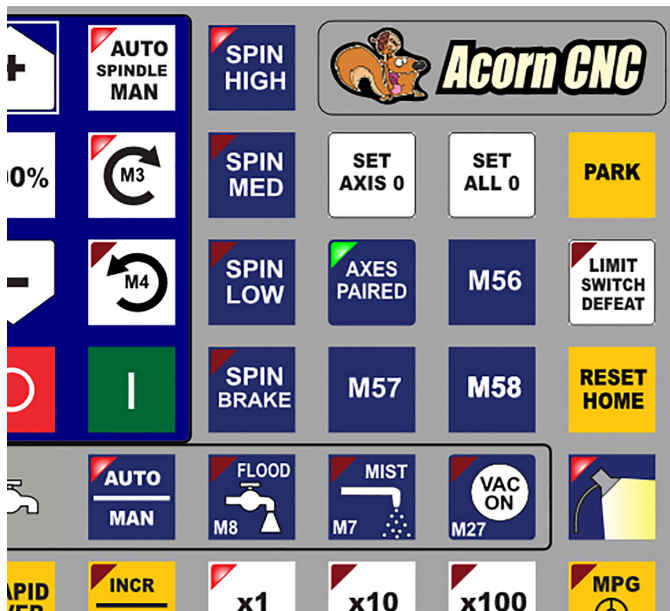 AUTO
SPINDLE
MAN
SPIN
HIGH
Acorn CNC
00%
M3
SPIN
MED
SET
AXIS 0
SET
ALL 0
PARK
M4
SPIN
LOW
AXES
PAIRED
M56
LIMIT
SWITCH
DEFEAT
SPIN
BRAKE
M57
M58
RESET
HOME
AUTO
MAN
FLOOD
M8
MIST
M7
VAC
ON
M27
INCR
x1
x10
x100
MPG